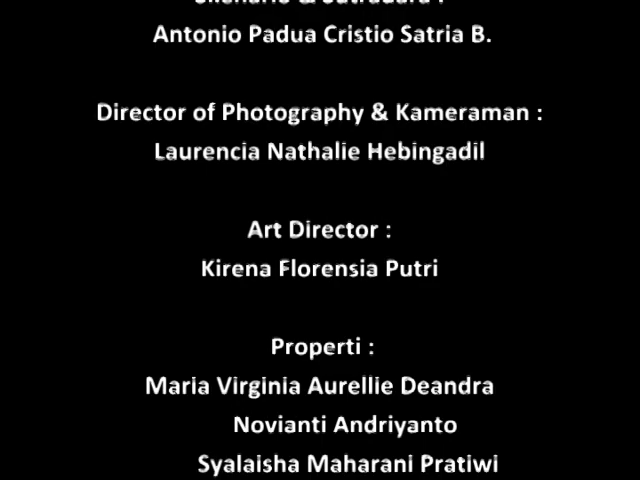 Antonio Padua Cristio Satria B.
Director of Photography & Kameraman :
Laurencia Nathalie Hebingadil
Art Director :
Kirena Florensia Putri
Properti :
Maria Virginia Aurellie Deandra
Novianti Andriyanto
Syalaisha Maharani Pratiwi